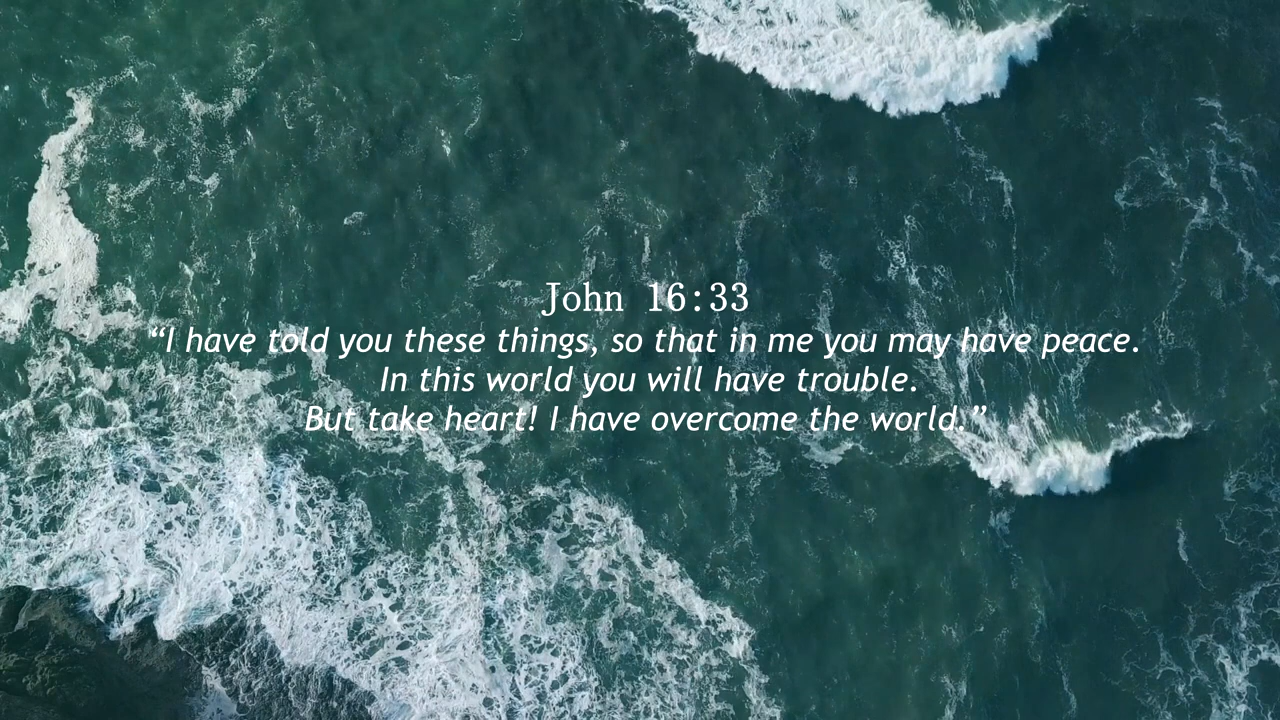 John 16:33
“I have told you these things, so that in me you may have peace.
In this world you will have trouble.
But take heart! I have overcome the world.”